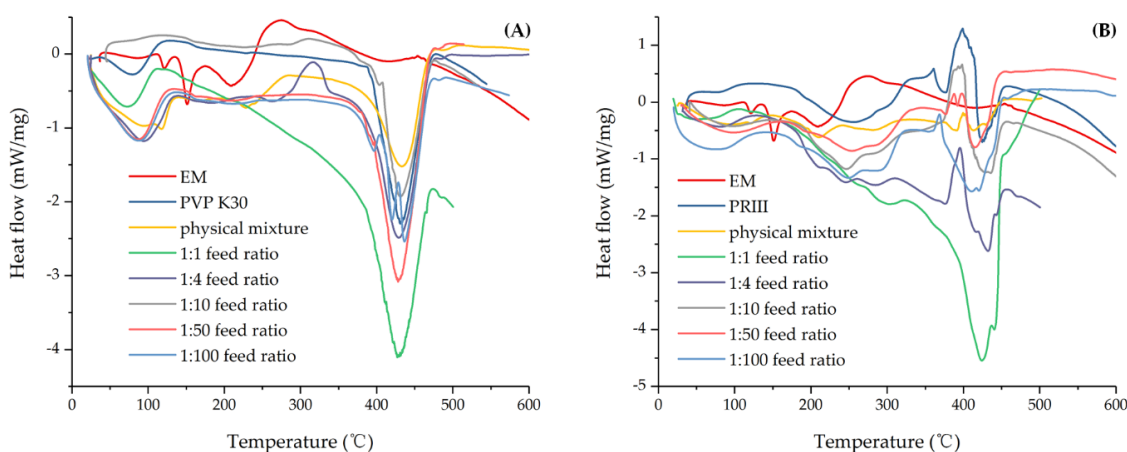 (A)
Heat flow (mW/mg)
0
-1
-2
-3
-4
EM
PVP K30
physical mixture
1:1 feed ratio
1:4 feed ratio
1:10 feed ratio
1:50 feed ratio
1:100 feed ratio
0 100 200 300 400 500 600
Temperature (℃)
(B)
Heat flow (mW/mg)
1
0
-1
-2
-3
-4
-5
EM
PRIII
physical mixture
1:1 feed ratio
1:4 feed ratio
1:10 feed ratio
1:50 feed ratio
1:100 feed ratio
0 100 200 300 400 500 600
Temperature (℃)